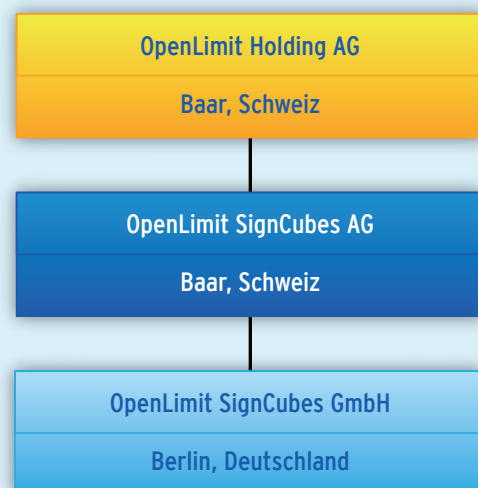 OpenLimit Holding AG
Baar, Schweiz
OpenLimit SignCubes AG
Baar, Schweiz
OpenLimit SignCubes GmbH
Berlin, Deutschland